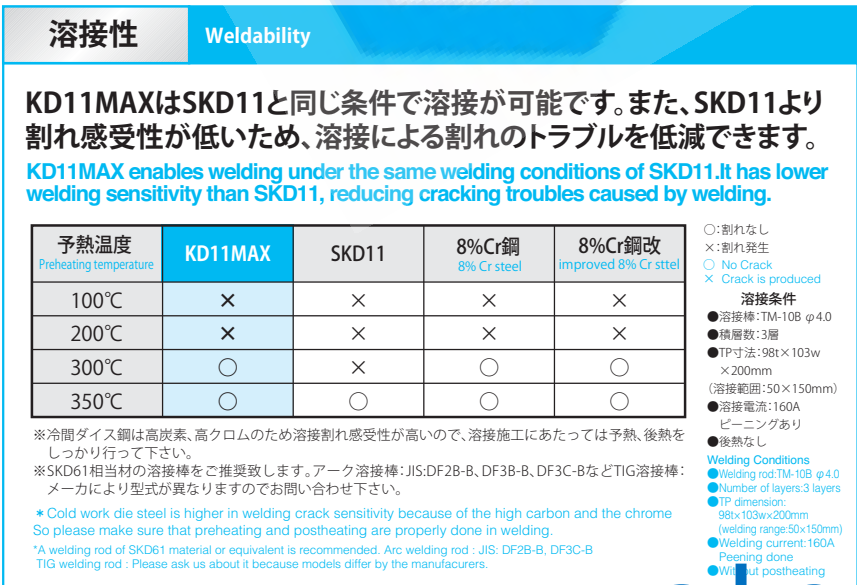 溶接性 Weldability
KD11MAXはSKD11と同じ条件で溶接が可能です。また、SKD11より
割れ感受性が低いため、溶接による割れのトラブルを低減できます。
KD11MAX enables welding under the same welding conditions of SKD11.It has lower
welding sensitivity than SKD11, reducing cracking troubles caused by welding.
予熱温度 KD11MAX SKD11 8%Cr鋼 8%Cr鋼改
Preheating temperature 8% Cr steel improved 8% Cr sttel
100℃ × × × ×
200℃ × × × ×
300℃ ○ × ○ ○
350℃ ○ ○ ○ ○
※冷間ダイス鋼は高炭素、高クロムのため溶接割れ感受性が高いので、溶接施工にあたっては予熱、後熱を
しっかり行って下さい。
※SKD61相当材の溶接棒をご推奨致します。アーク溶接棒：JIS:DF2B-B、DF3B-B、DF3C-BなどTIG溶接棒：
メーカにより型式が異なりますのでお問い合わせ下さい。
＊Cold work die steel is higher in welding crack sensitivity because of the high carbon and the chrome
So please make sure that preheating and postheating are properly done in welding.
*A welding rod of SKD61 material or equivalent is recommended. Arc welding rod : JIS: DF2B-B, DF3C-B
TIG welding rod : Please ask us about it because models differ by the manufacurers.
○：割れなし
×：割れ発生
○ No Crack
× Crack is produced
溶接条件
●溶接棒：TM-10B φ4.0
●積層数：3層
●TP寸法：98t×103w
×200mm
（溶接範囲：50×150mm）
●溶接電流：160A
ピーニングあり
●後熱なし
Welding Conditions
●Welding rod:TM-10B φ4.0
●Number of layers:3 layers
●TP dimension:
98t×103w×200mm
(welding range:50×150mm)
●Welding current:160A
Peening done
●Without postheating